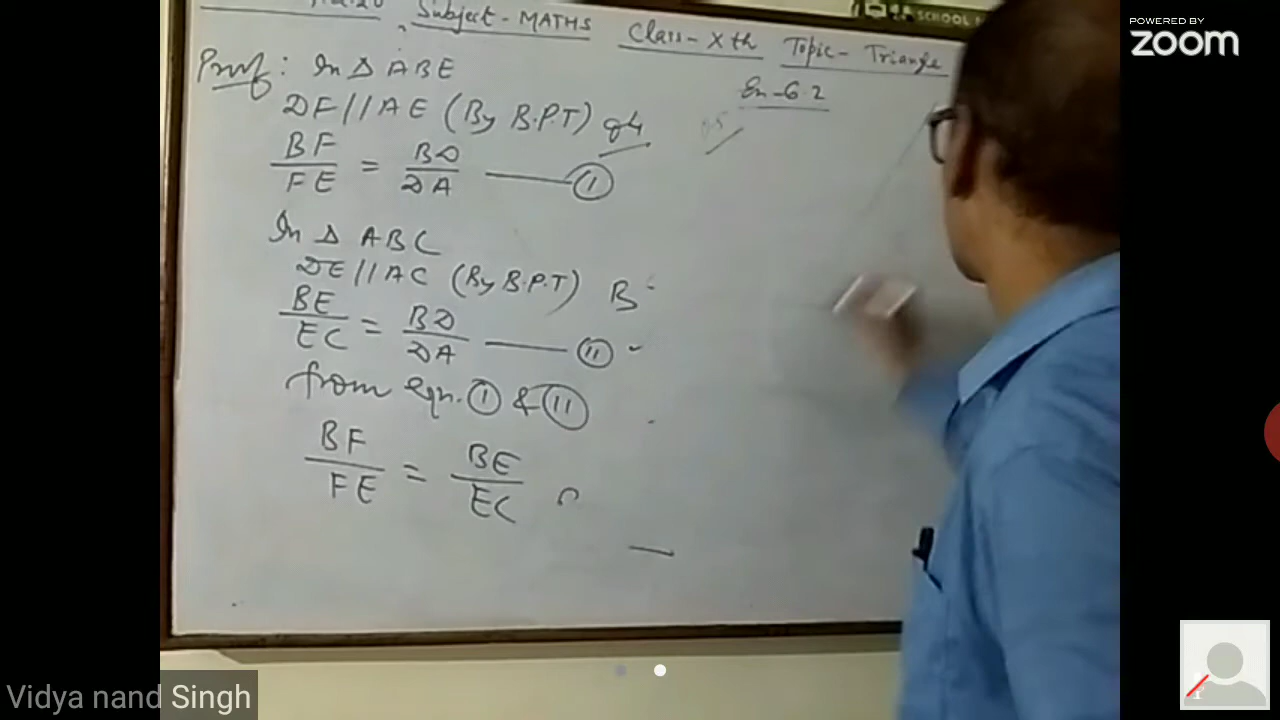 Subject - MATHS Class - Xth Topic - Triangle
SCHOOL
Ex - 6.2
Proof : In Δ ABE
DF // AE (By B.P.T) Q4
BF/FE = BD/DA —— (I)
In Δ ABC
DE // AC (By B.P.T) B
BE/EC = BD/DA —— (II)
from eqn. (I) & (II)
BF/FE = BE/EC
POWERED BY
zoom
Vidya nand Singh